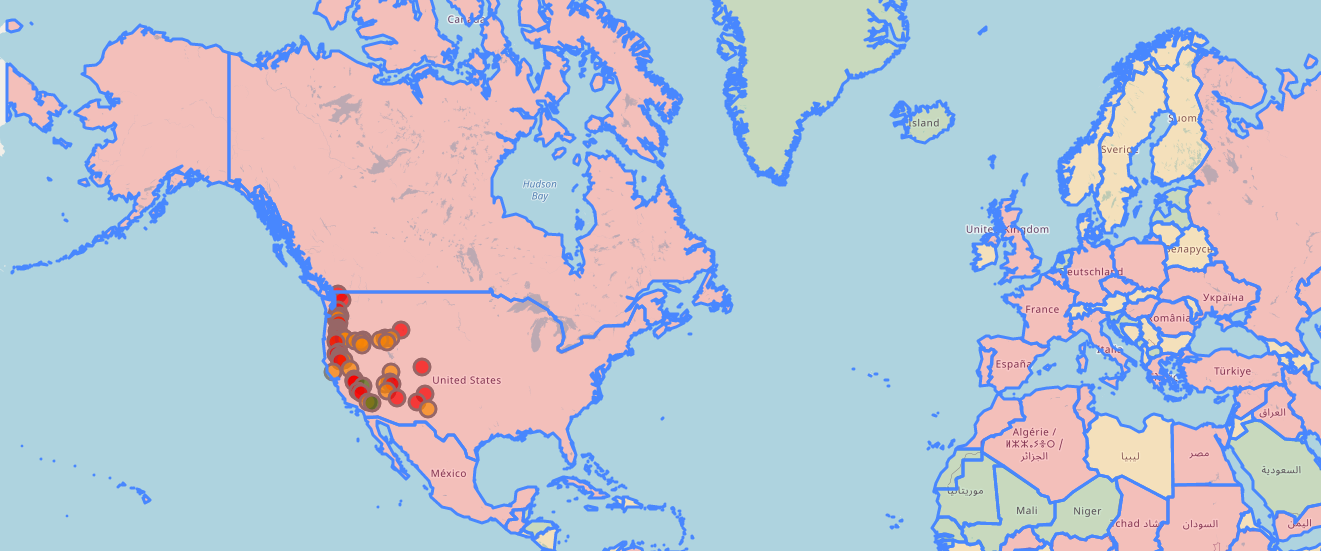 Canada
Island
Suomi
Sverige
Hudson
Bay
United Kingdom
Беларусь
Deutschland
Україна
France
România
Italia
España
Türkiye
United States
العراق
Algérie /
ⵍⵣⵣⴰⵢⴻⵔ /
الجزائر
ليبيا
مصر
السعودية
México
موريتانيا
Mali
Niger
Tchad تشاد
السودان
اليمن